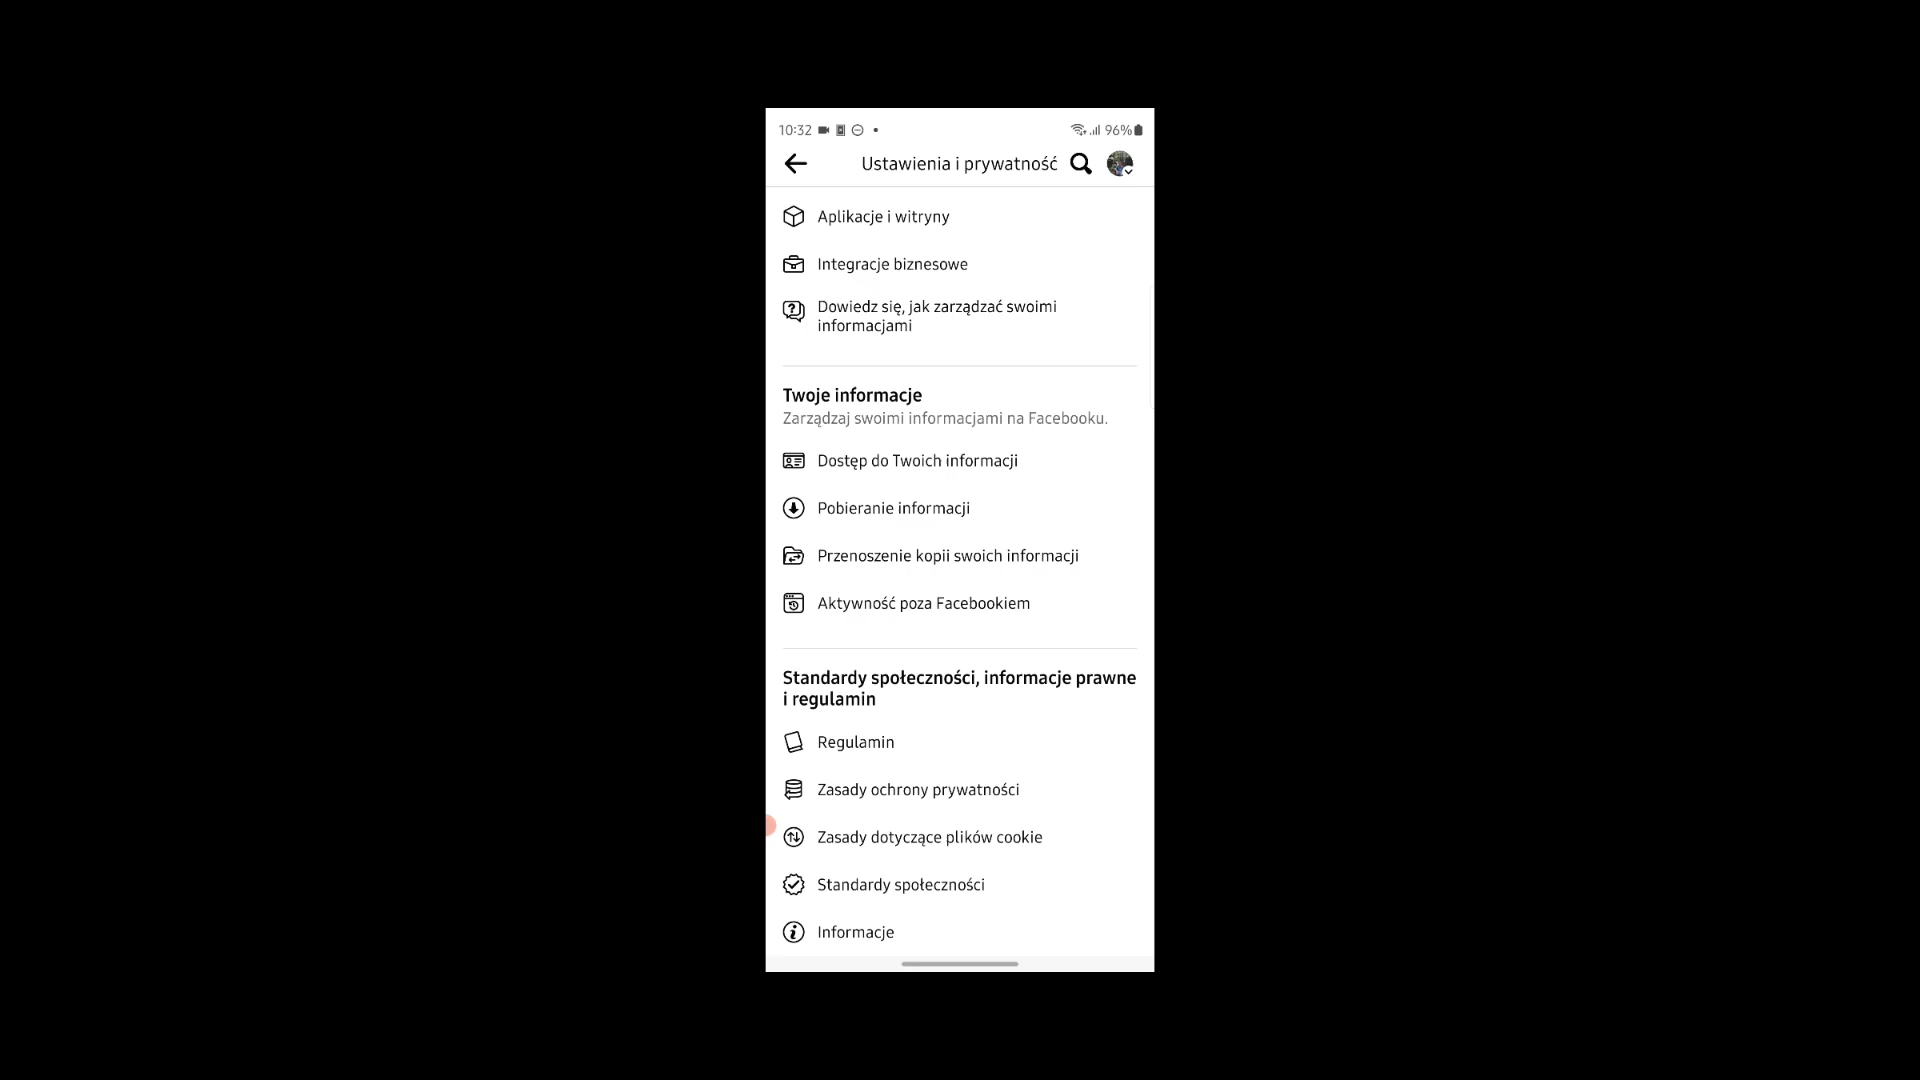 10:32
96%
Ustawienia i prywatność
Aplikacje i witryny
Integracje biznesowe
Dowiedz się, jak zarządzać swoimi
informacjami
Twoje informacje
Zarządzaj swoimi informacjami na Facebooku.
Dostęp do Twoich informacji
Pobieranie informacji
Przenoszenie kopii swoich informacji
Aktywność poza Facebookiem
Standardy społeczności, informacje prawne
i regulamin
Regulamin
Zasady ochrony prywatności
Zasady dotyczące plików cookie
Standardy społeczności
Informacje